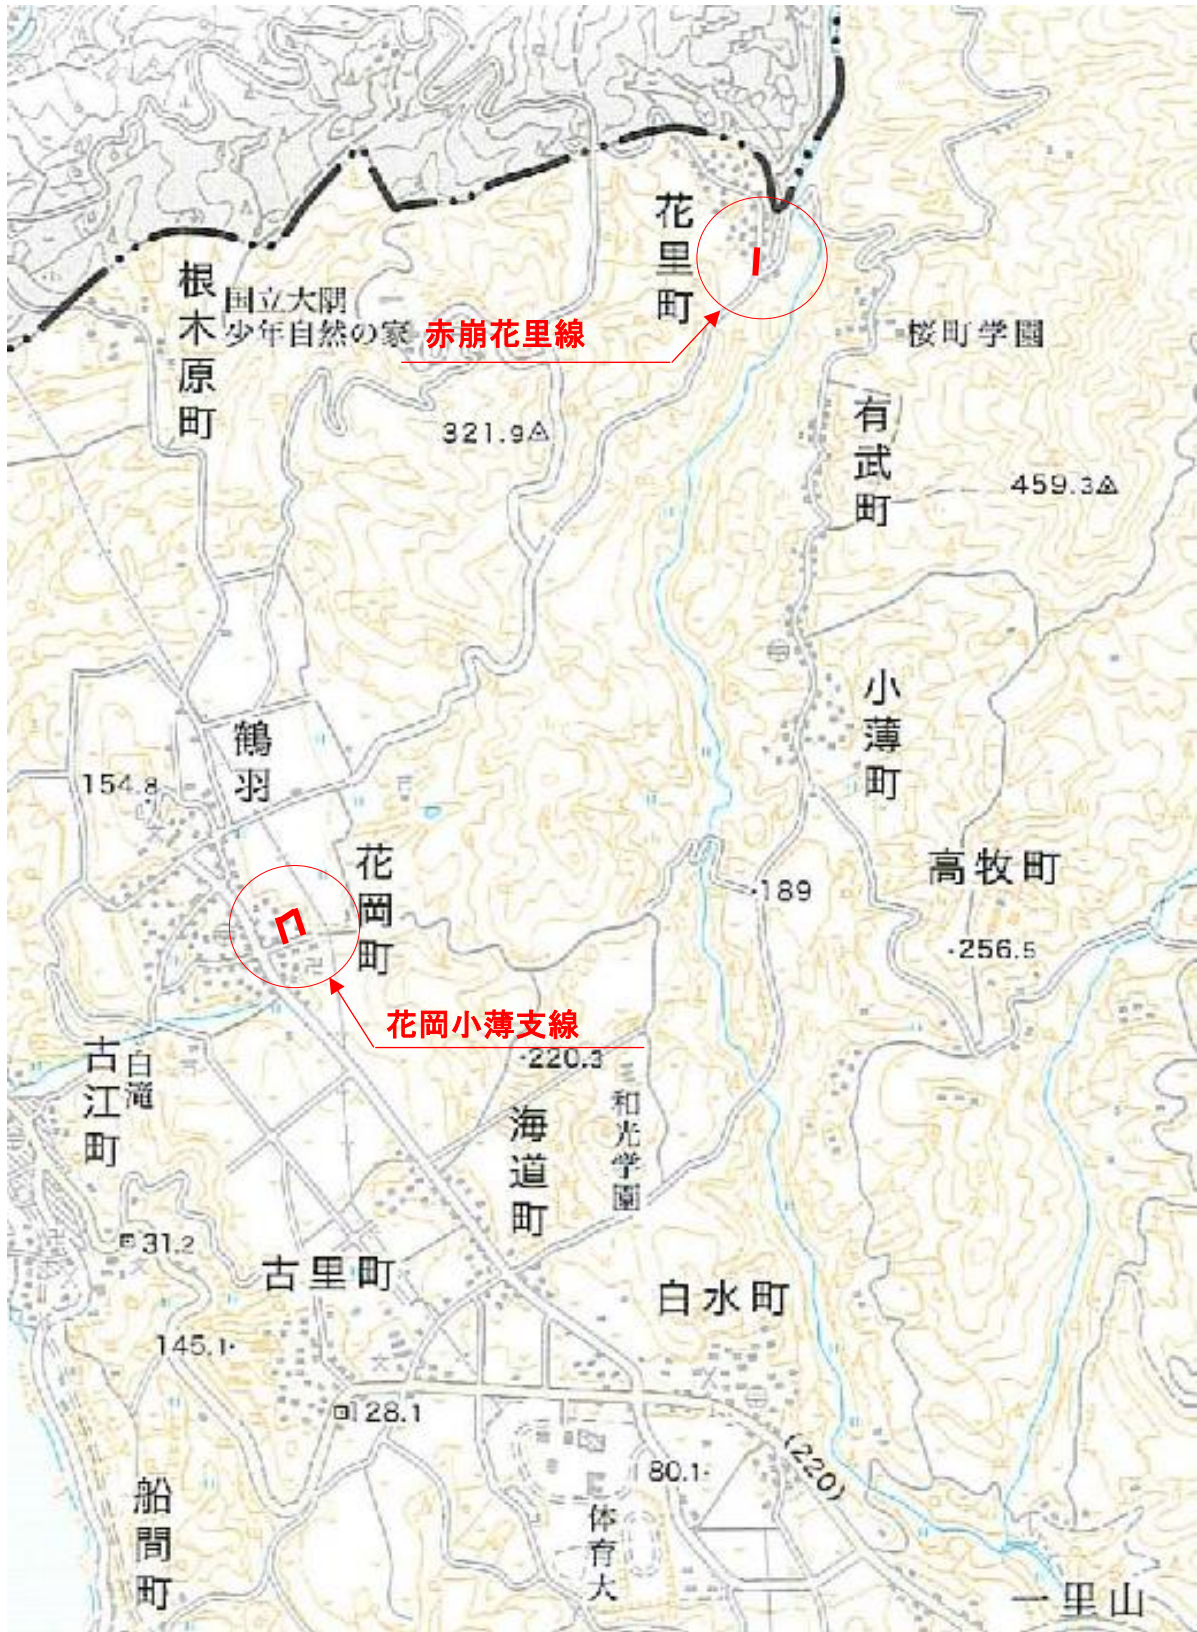 花里町
根木原町
国立大隅
少年自然の家
赤崩花里線
桜町学園
321.9
有武町
459.3
小薄町
鶴羽
154.8
花岡町
高牧町
189
256.5
花岡小薄支線
220.3
古江町
白滝
海道町
和光学園
31.2
古里町
白水町
145.1
128.1
80.1
(220)
船間町
体育大
一里山